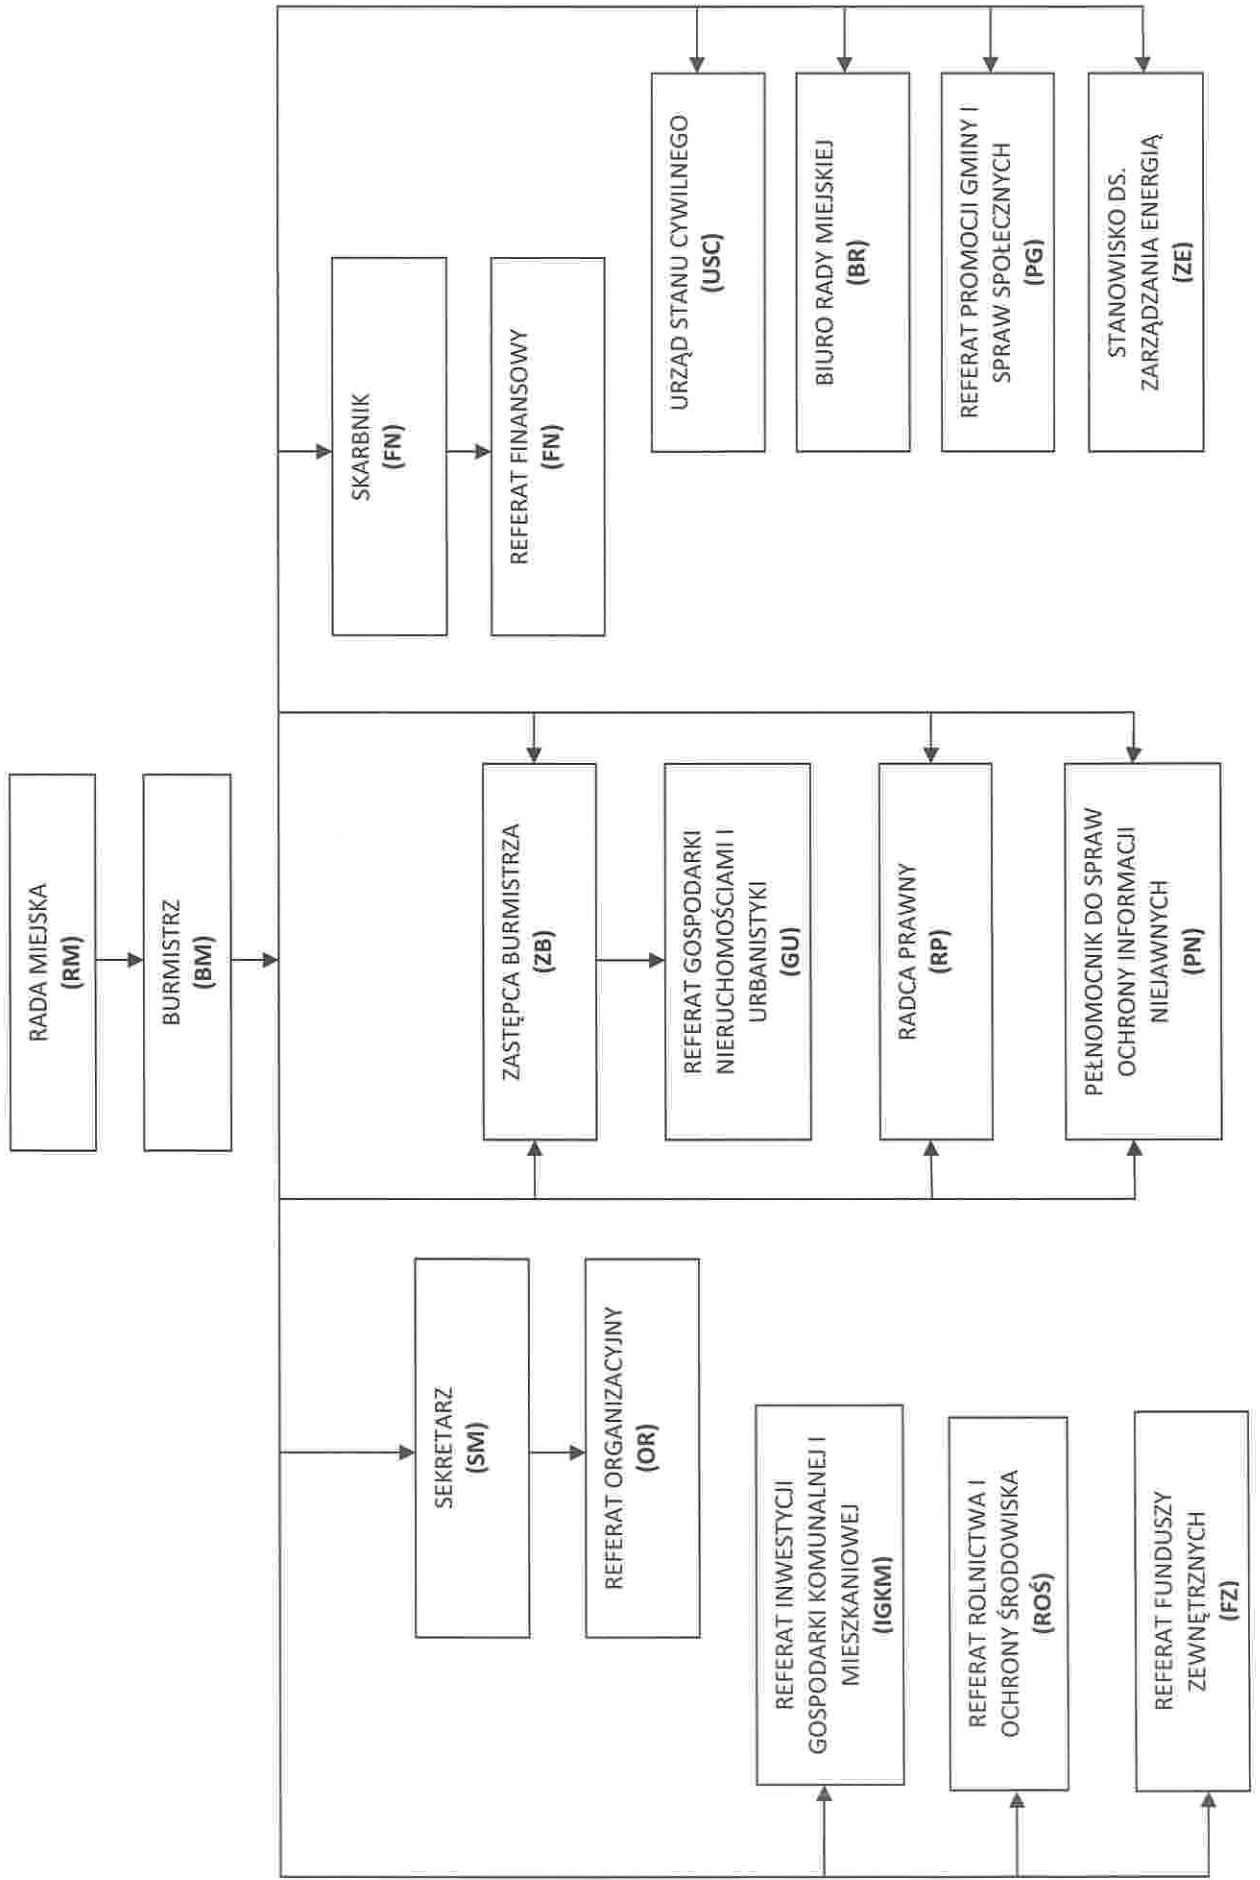 RADA MIEJSKA
(RM)
BURMISTRZ
(BM)
SEKRETARZ
(SM)
REFERAT ORGANIZACYJNY
(OR)
REFERAT INWESTYCJI
GOSPODARKI KOMUNALNEJ I
MIESZKANIOWEJ
(IGKM)
REFERAT ROLNICTWA I
OCHRONY ŚRODOWISKA
(ROŚ)
REFERAT FUNDUSZY
ZEWNĘTRZNYCH
(FZ)
ZASTĘPCA BURMISTRZA
(ZB)
REFERAT GOSPODARKI
NIERUCHOMOŚCIAMI I
URBANISTYKI
(GU)
RADCA PRAWNY
(RP)
PEŁNOMOCNIK DO SPRAW
OCHRONY INFORMACJI
NIEJAWNYCH
(PN)
SKARBNIK
(FN)
REFERAT FINANSOWY
(FN)
URZĄD STANU CYWILNEGO
(USC)
BIURO RADY MIEJSKIEJ
(BR)
REFERAT PROMOCJI GMINY I
SPRAW SPOŁECZNYCH
(PG)
STANOWISKO DS.
ZARZĄDZANIA ENERGIĄ
(ZE)